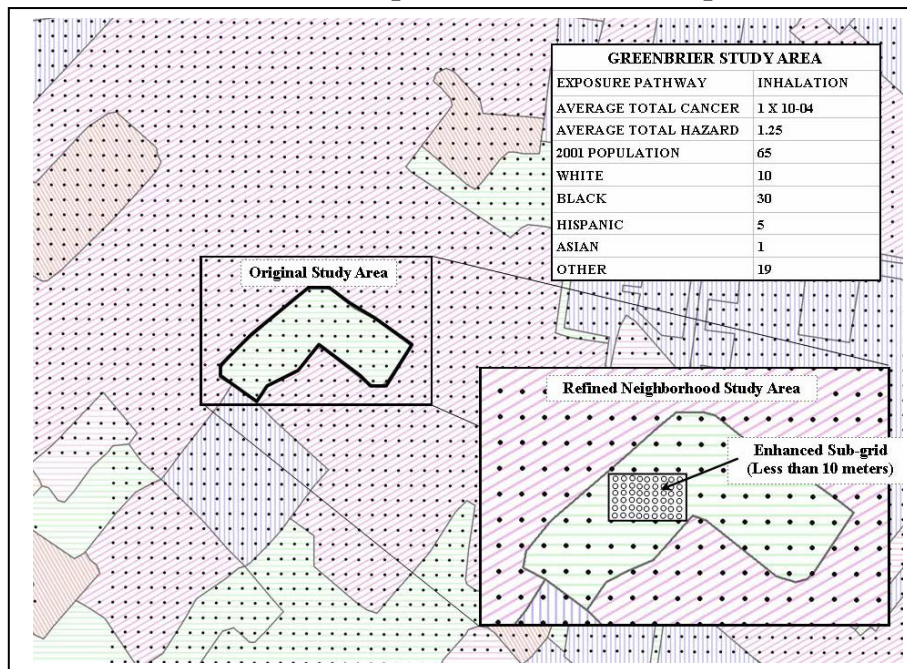 GREENBRIER STUDY AREA
EXPOSURE PATHWAY INHALATION
AVERAGE TOTAL CANCER 1 X 10-04
AVERAGE TOTAL HAZARD 1.25
2001 POPULATION 65
WHITE 10
BLACK 30
HISPANIC 5
ASIAN 1
OTHER 19
Original Study Area
Refined Neighborhood Study Area
Enhanced Sub-grid
(Less than 10 meters)